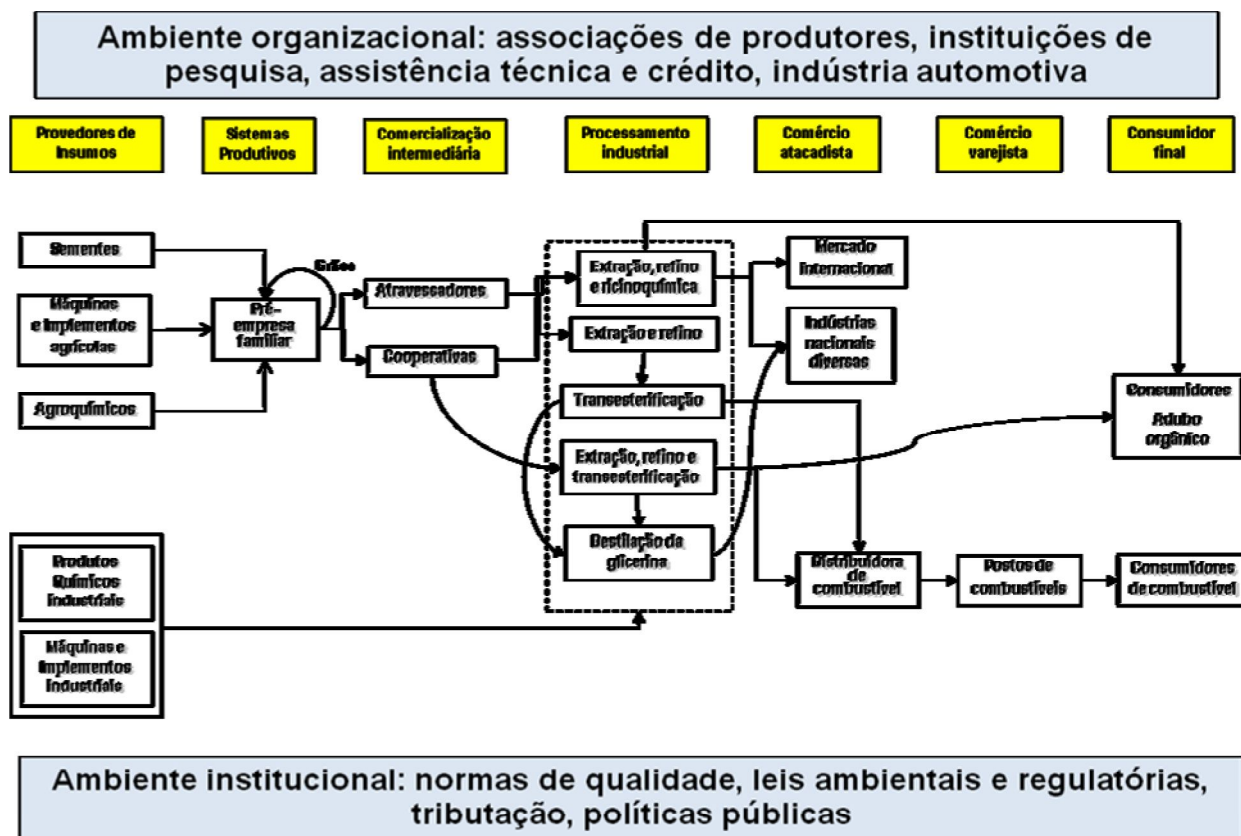 Ambiente organizacional: associações de produtores, instituições de
pesquisa, assistência técnica e crédito, indústria automotiva
Provedores de
Insumos
Sistemas
Produtivos
Comercialização
intermediária
Processamento
industrial
Comércio
atacadista
Comércio
varejista
Consumidor
final
Sementes
Máquinas
e implementos
agrícolas
Agroquímicos
Grãos
Pré-
empresa
familiar
Atravessadores
Cooperativas
Extração, refino
e ricinoquímica
Extração e refino
Transesterificação
Extração, refino e
transesterificação
Destilação da
glicerina
Mercado
Internacional
Indústrias
nacionais
diversas
Consumidores
Adubo
orgânico
Distribuidora
de
combustível
Postos de
combustíveis
Consumidores
de combustível
Produtos
Químicos
industriais
Máquinas e
Implementos
industriais
Ambiente institucional: normas de qualidade, leis ambientais e regulatórias,
tributação, políticas públicas